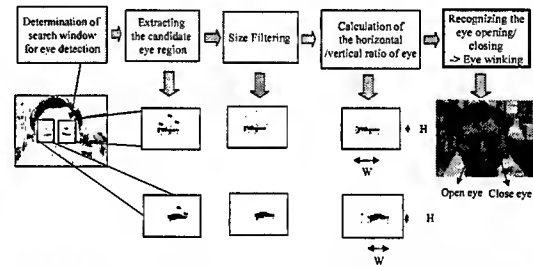 Determination of
search window
for eye detection
Extracting
the candidate
eye region
Size Filtering
Calculation of
the horizontal
/vertical ratio of eye
Recognizing the
eye opening/
closing
-> Eye winking
H
W
Open eye
Close eye
H
W